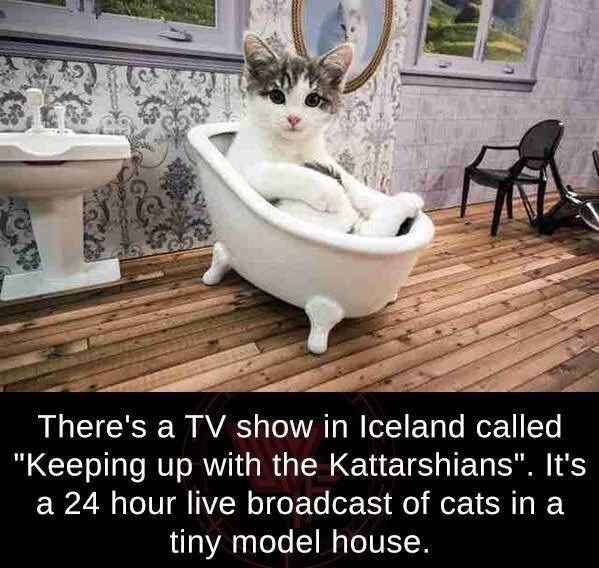 There's a TV show in Iceland called
"Keeping up with the Kattarshians". It's
a 24 hour live broadcast of cats in a
tiny model house.